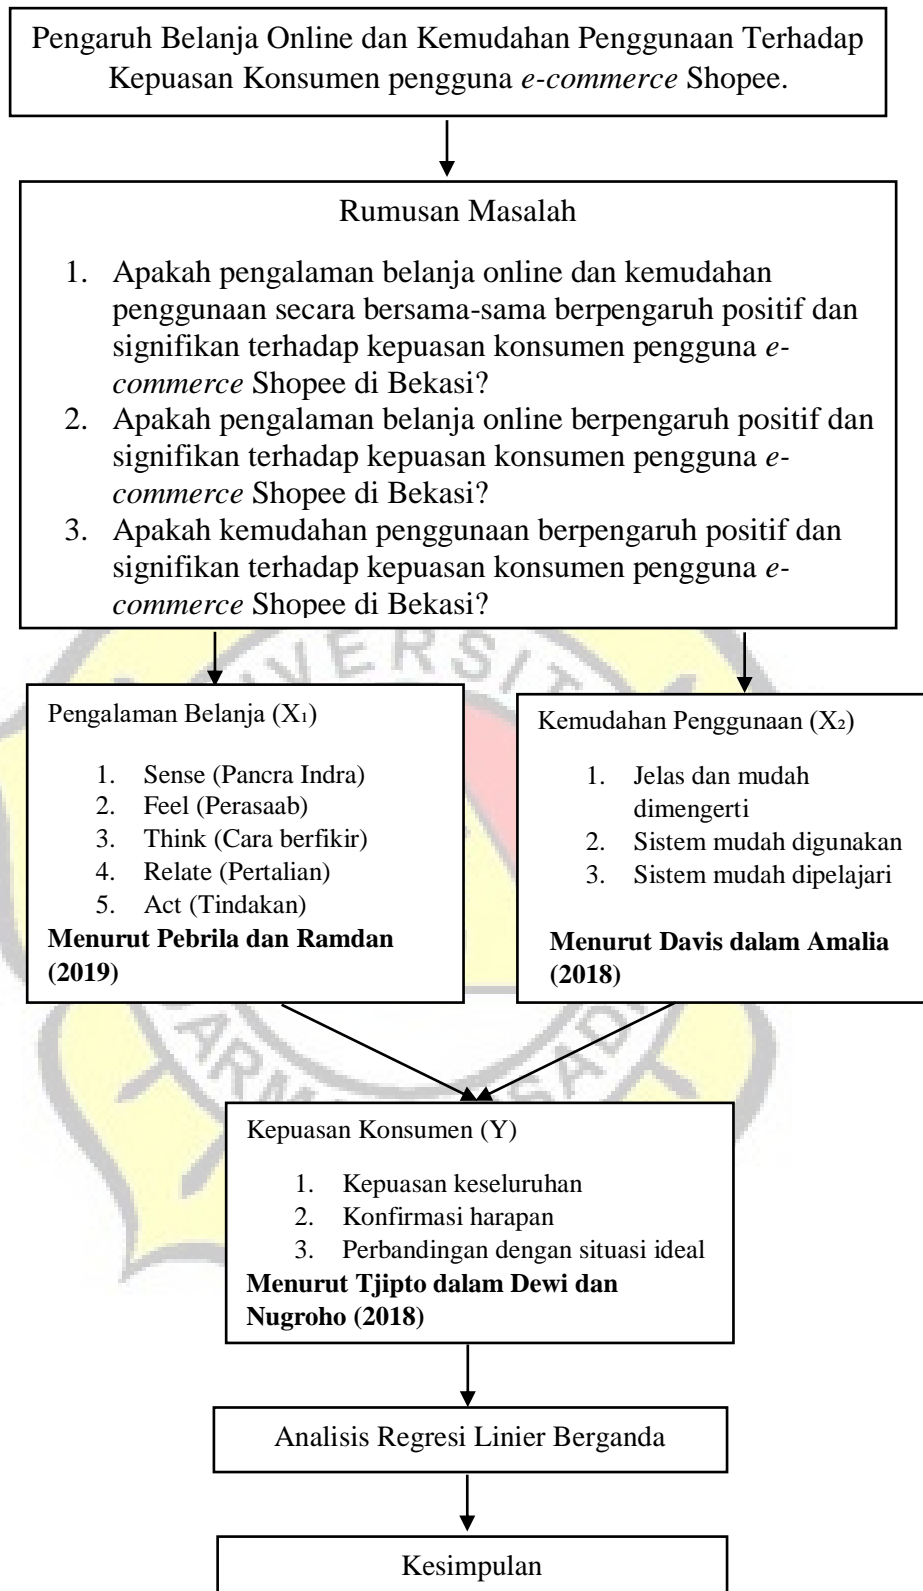 Pengaruh Belanja Online dan Kemudahan Penggunaan Terhadap
Kepuasan Konsumen pengguna e-commerce Shopee.
Rumusan Masalah
1. Apakah pengalaman belanja online dan kemudahan
penggunaan secara bersama-sama berpengaruh positif dan
signifikan terhadap kepuasan konsumen pengguna e-
commerce Shopee di Bekasi?
2. Apakah pengalaman belanja online berpengaruh positif dan
signifikan terhadap kepuasan konsumen pengguna e-
commerce Shopee di Bekasi?
3. Apakah kemudahan penggunaan berpengaruh positif dan
signifikan terhadap kepuasan konsumen pengguna e-
commerce Shopee di Bekasi?
Pengalaman Belanja (X₁)
1. Sense (Pancra Indra)
2. Feel (Perasaab)
3. Think (Cara berfikir)
4. Relate (Pertalian)
5. Act (Tindakan)
Menurut Pebrila dan Ramdan
(2019)
Kemudahan Penggunaan (X₂)
1. Jelas dan mudah
dimengerti
2. Sistem mudah digunakan
3. Sistem mudah dipelajari
Menurut Davis dalam Amalia
(2018)
Kepuasan Konsumen (Y)
1. Kepuasan keseluruhan
2. Konfirmasi harapan
3. Perbandingan dengan situasi ideal
Menurut Tjipto dalam Dewi dan
Nugroho (2018)
Analisis Regresi Linier Berganda
Kesimpulan